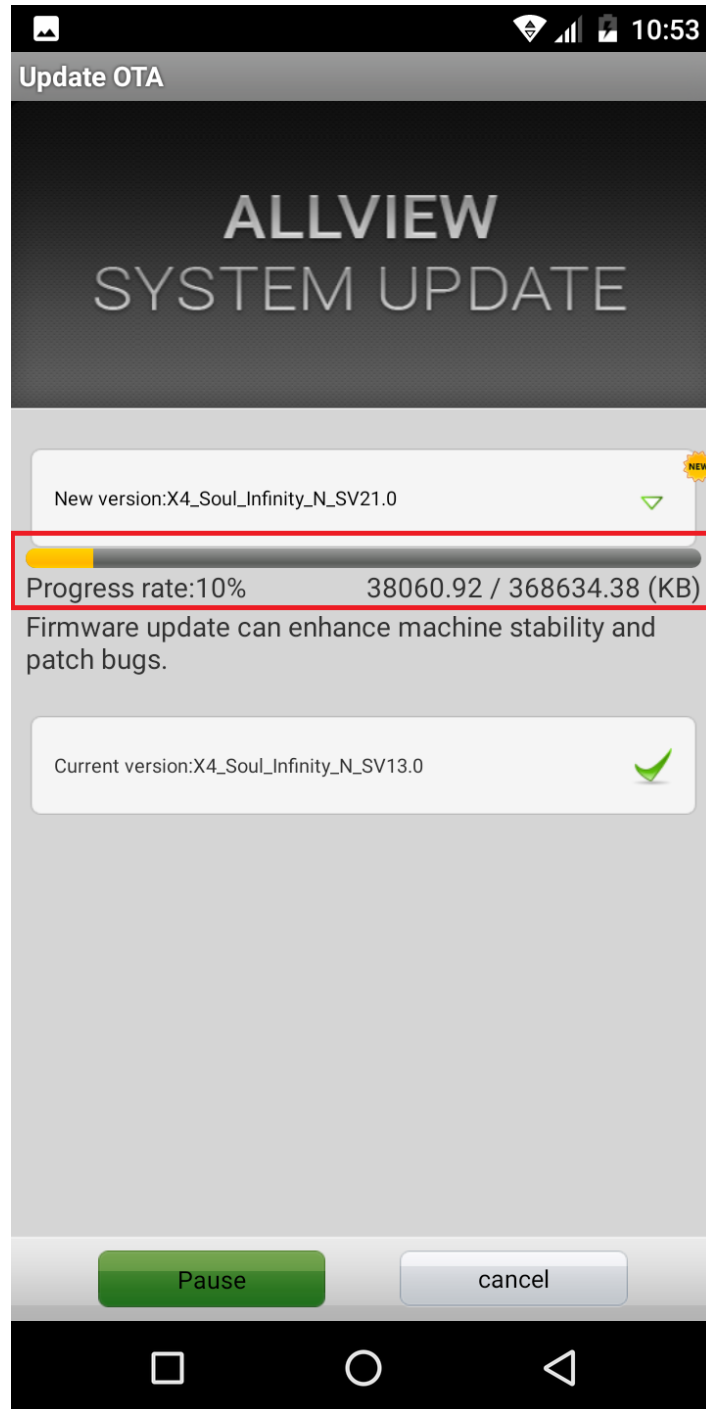 10:53
Update OTA
ALLVIEW
SYSTEM UPDATE
NEW
New version:X4_Soul_Infinity_N_SV21.0
Progress rate:10% 38060.92 / 368634.38 (KB)
Firmware update can enhance machine stability and
patch bugs.
Current version:X4_Soul_Infinity_N_SV13.0
Pause cancel